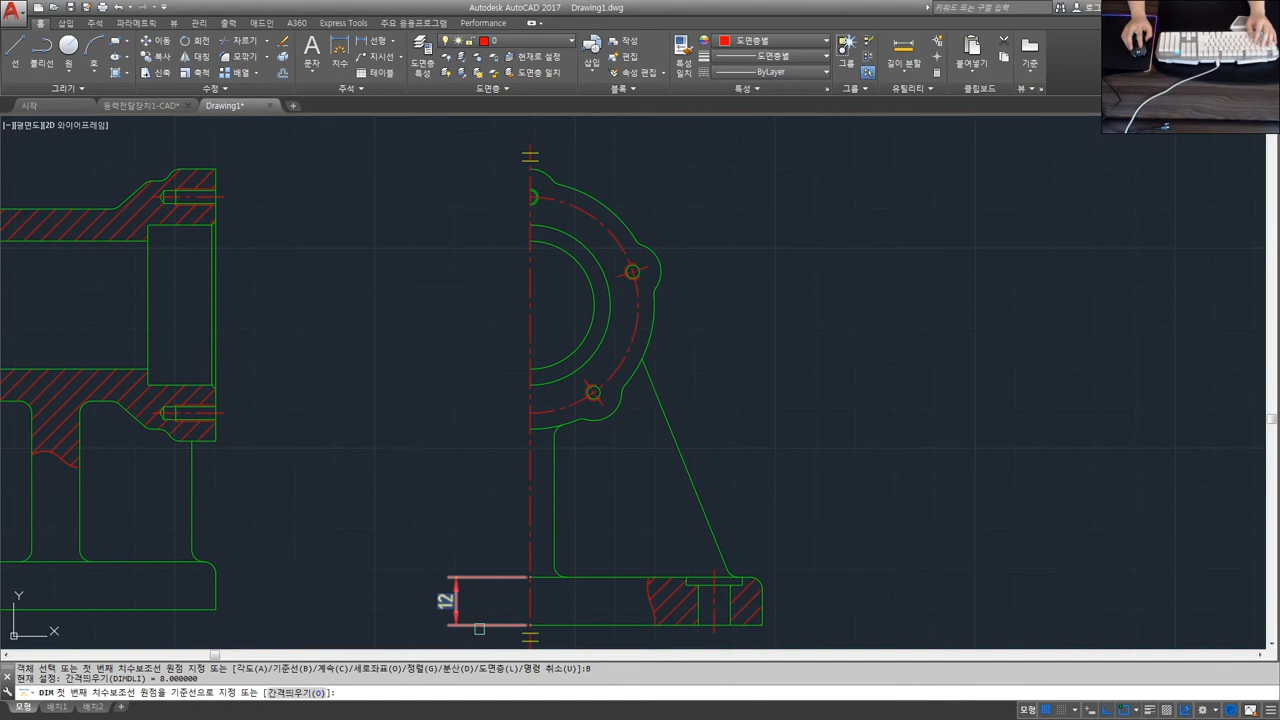 Autodesk AutoCAD 2017 Drawing1.dwg
키워드 또는 구절 입력
로그
홈 삽입 주석 파라메트릭 뷰 관리 출력 애드인 A360 Express Tools 주요 응용프로그램 Performance
선 폴리선 원 호
이동 회전 자르기
복사 대칭 모깎기
신축 축척 배열
문자 치수
선형
지시선
테이블
도면층 특성
0
현재로 설정
도면층 일치
삽입
작성
편집
속성 편집
특성 일치
도면층별
도면층별
ByLayer
그룹
길이 분할
붙여넣기
기준
그리기 수정 주석 도면층 블록 특성 그룹 유틸리티 클립보드 뷰
시작 동력전달장치1-CAD* Drawing1*
[−][평면도][2D 와이어프레임]
12
Y
X
객체 선택 또는 첫 번째 치수보조선 원점 지정 또는 [각도(A)/기준선(B)/계속(C)/세로좌표(O)/정렬(G)/분산(D)/도면층(L)/명령 취소(U)]:B
현재 설정: 간격띄우기(DIMDLI) = 8.000000
DIM 첫 번째 치수보조선 원점을 기준선으로 지정 또는 [간격띄우기(O)]:
모형 배치1 배치2
모형